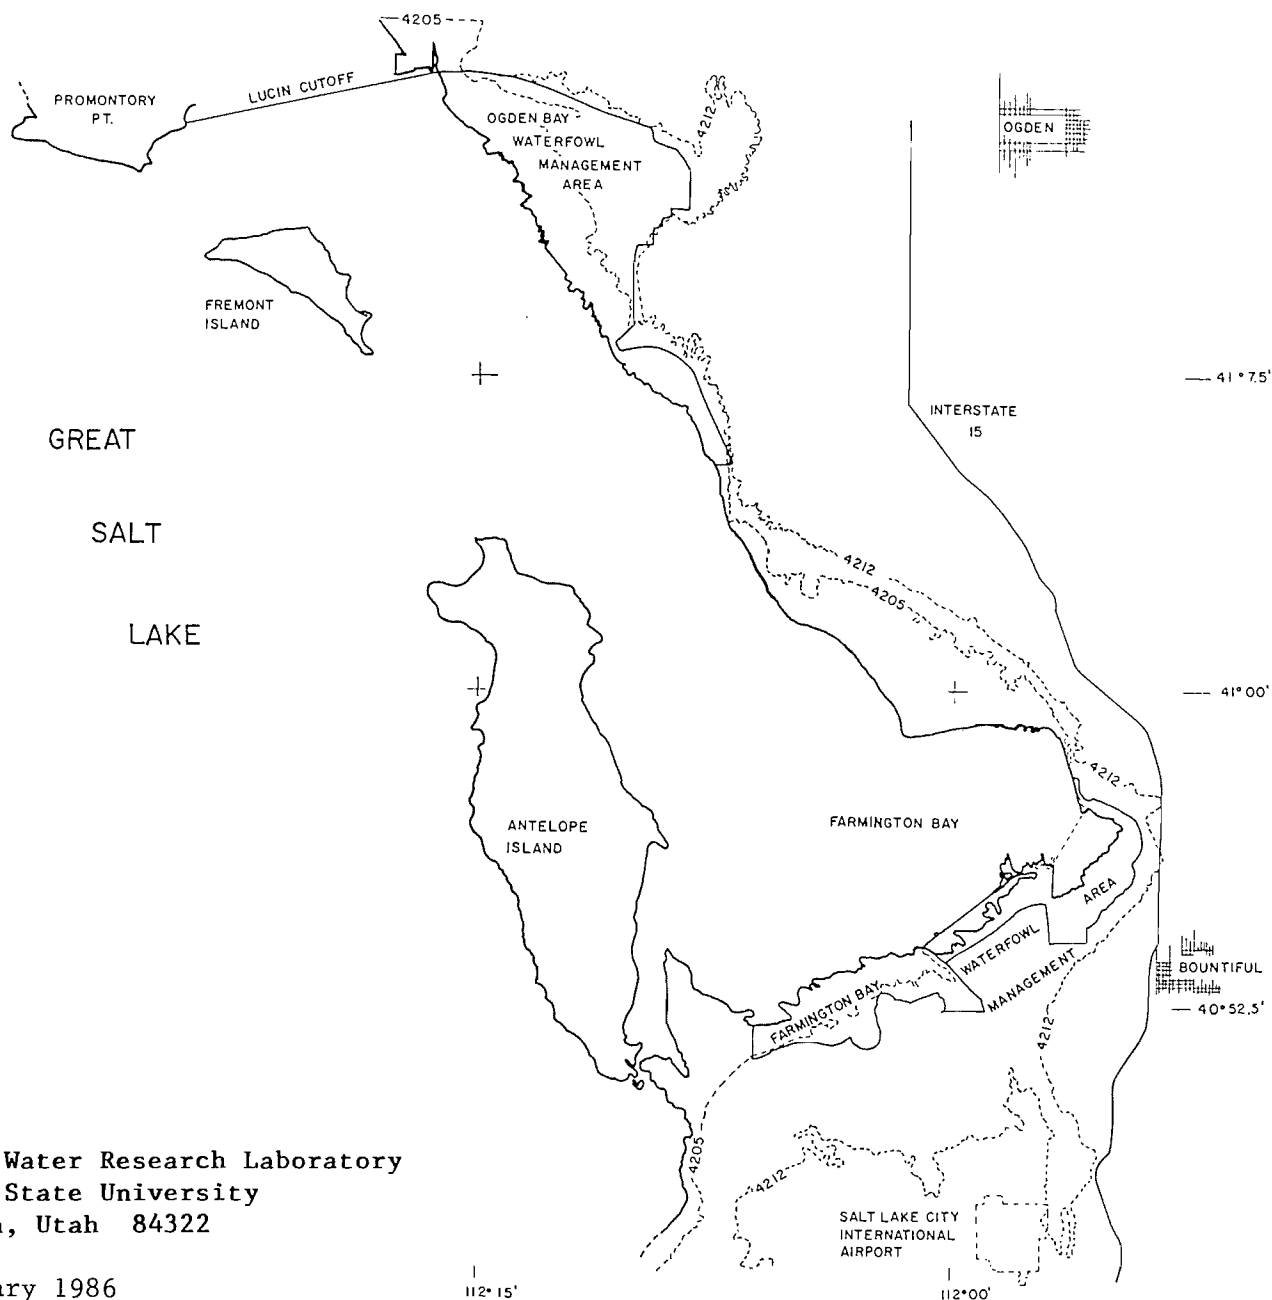 4205
LUCIN CUTOFF
PROMONTORY
PT.
OGDEN BAY
WATERFOWL
MANAGEMENT
AREA
4212
OGDEN
FREMONT
ISLAND
41°7.5'
INTERSTATE
15
GREAT
SALT
LAKE
4212
4205
41°00'
4212
ANTELOPE
ISLAND
FARMINGTON BAY
FARMINGTON BAY
WATERFOWL
MANAGEMENT
AREA
BOUNTIFUL
40°52.5'
4212
4205
4212
SALT LAKE CITY
INTERNATIONAL
AIRPORT
Water Research Laboratory
State University
, Utah 84322
1986
112°15'
112°00'